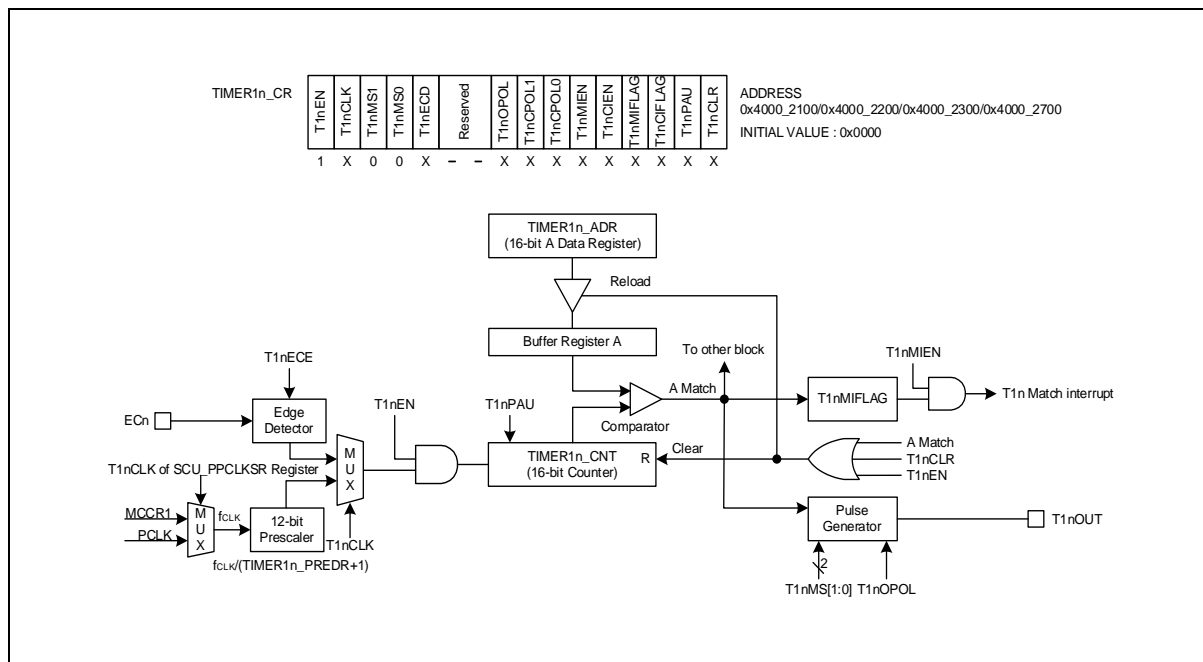 TIMER1n_CR
T1nEN
T1nCLK
T1nMS1
T1nMS0
T1nECD
Reserved
T1nOPOL
T1nCPOL1
T1nCPOL0
T1nMIEN
T1nCIEN
T1nMIFLAG
T1nCIFLAG
T1nPAU
T1nCLR
1 X 0 0 X – – X X X X X X X X X
ADDRESS
0x4000_2100/0x4000_2200/0x4000_2300/0x4000_2700
INITIAL VALUE : 0x0000
TIMER1n_ADR
(16-bit A Data Register)
Reload
Buffer Register A
To other block
A Match
Comparator
T1nMIEN
T1nMIFLAG
T1n Match interrupt
T1nECE
ECn
Edge
Detector
T1nEN
T1nPAU
TIMER1n_CNT
(16-bit Counter)
R
Clear
A Match
T1nCLR
T1nEN
T1nCLK of SCU_PPCLKSR Register
MUX
MCCR1
PCLK
MUX
fCLK
12-bit
Prescaler
T1nCLK
fCLK/(TIMER1n_PREDR+1)
Pulse
Generator
T1nOUT
2
T1nMS[1:0]
T1nOPOL